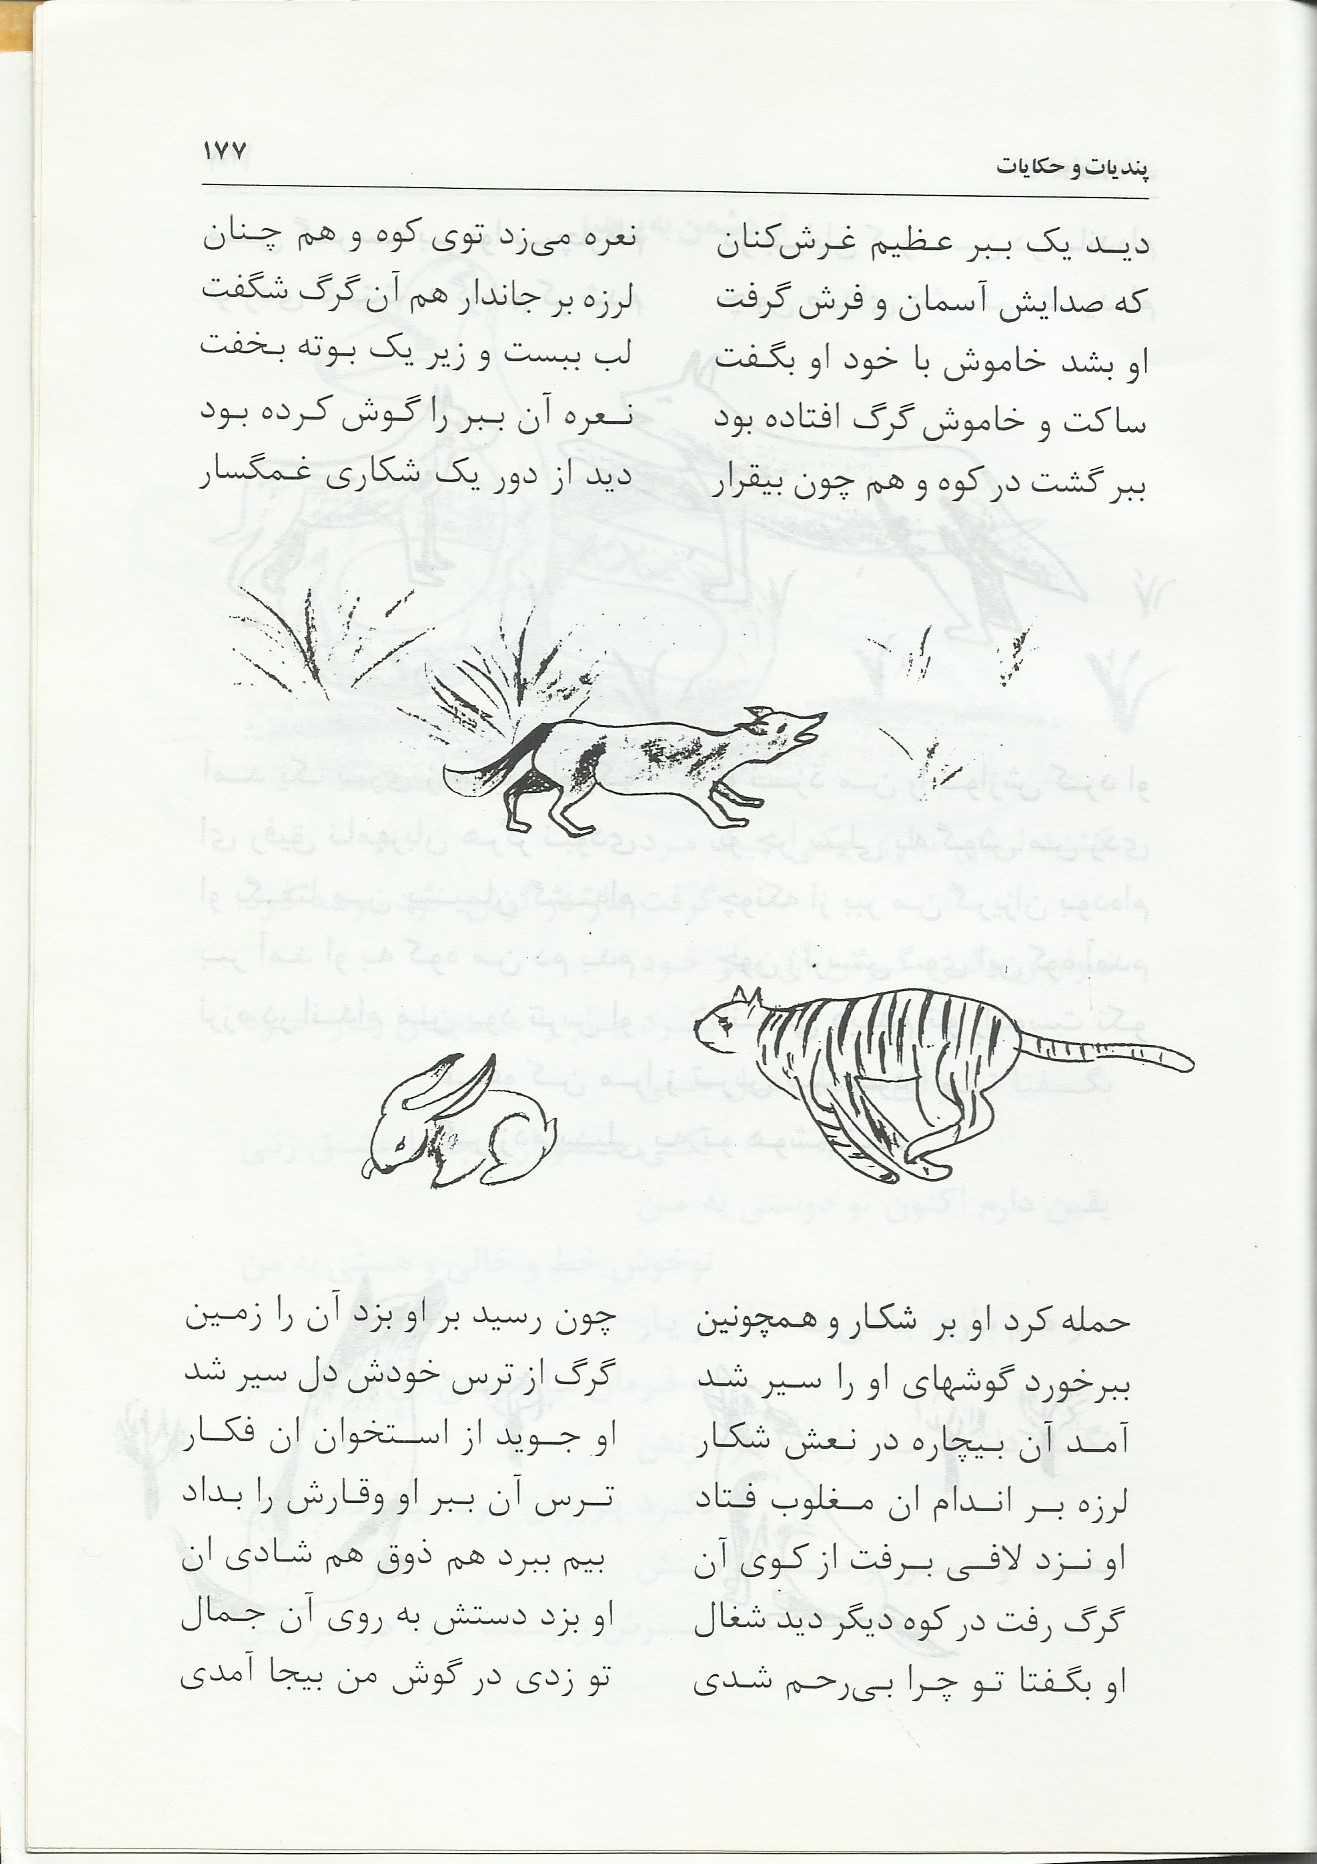 پندیات و حکایات ۱۷۷
دید یک ببر عظیم غرش‌کنان نعره می‌زد توی کوه و هم چنان
که صدایش آسمان و فرش گرفت لرزه بر جاندار هم آن گرگ شگفت
او بشد خاموش با خود او بگفت لب ببست و زیر یک بوته بخفت
ساکت و خاموش گرگ افتاده بود نعره آن ببر را گوش کرده بود
ببر گشت در کوه و هم چون بیقرار دید از دور یک شکاری غمگسار
حمله کرد او بر شکار و همچونین چون رسید بر او بزد آن را زمین
ببرخورد گوشهای او را سیر شد گرگ از ترس خودش دل سیر شد
آمد آن بیچاره در نعش شکار او جوید از استخوان ان فکار
لرزه بر اندام ان مغلوب فتاد ترس آن ببر او وقارش را بداد
او نزد لافی برفت از کوی آن بیم ببرد هم ذوق هم شادی ان
گرگ رفت در کوه دیگر دید شغال او بزد دستش به روی آن جمال
او بگفتا تو چرا بی‌رحم شدی تو زدی در گوش من بیجا آمدی